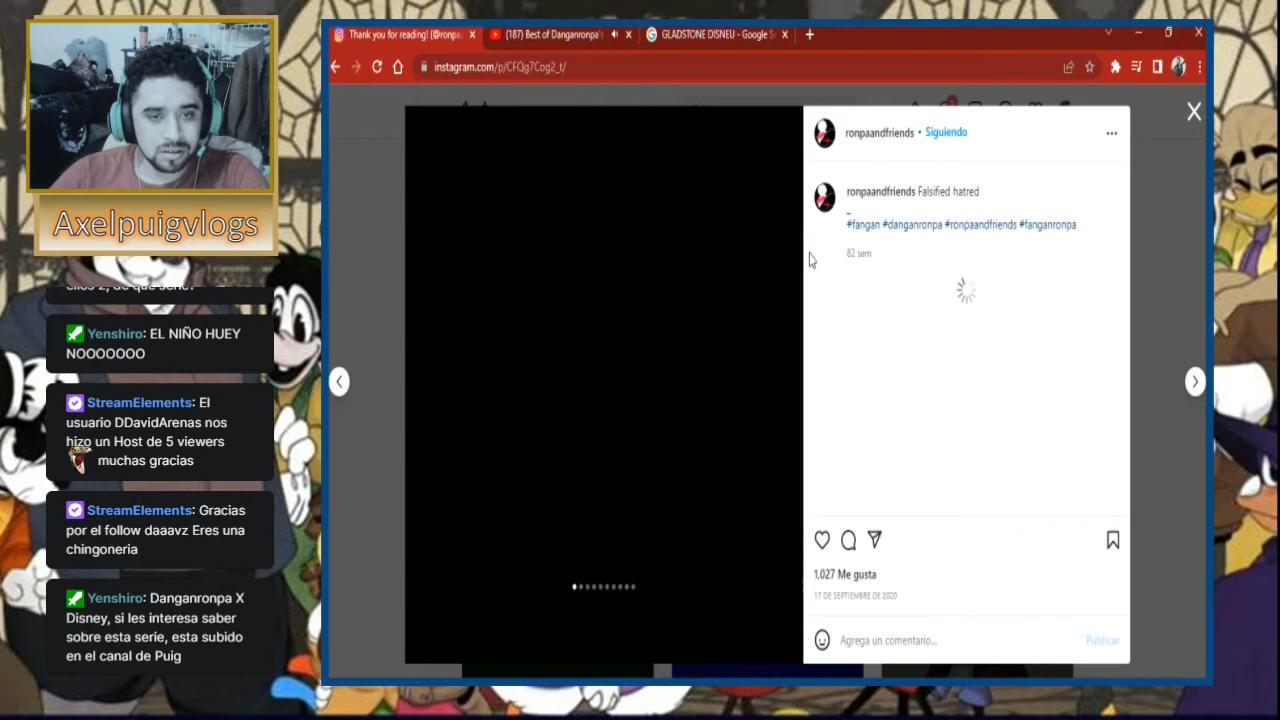 Thank you for reading! (@ronpa
(187) Best of Danganronpa's
GLADSTONE DISNEU - Google S
instagram.com/p/CFQg7Cog2_t/
Axelpuigvlogs
Yenshiro: EL NIÑO HUEY
NOOOOOOO
StreamElements: El
usuario DDavidArenas nos
hizo un Host de 5 viewers
muchas gracias
StreamElements: Gracias
por el follow daaavz Eres una
chingoneria
Yenshiro: Danganronpa X
Disney, si les interesa saber
sobre esta serie, esta subido
en el canal de Puig
ronpaandfriends • Siguiendo
ronpaandfriends Falsified hatred
_
#fangan #danganronpa #ronpaandfriends #fanganronpa
82 sem
1,027 Me gusta
17 DE SEPTIEMBRE DE 2020
Agrega un comentario...
Publicar